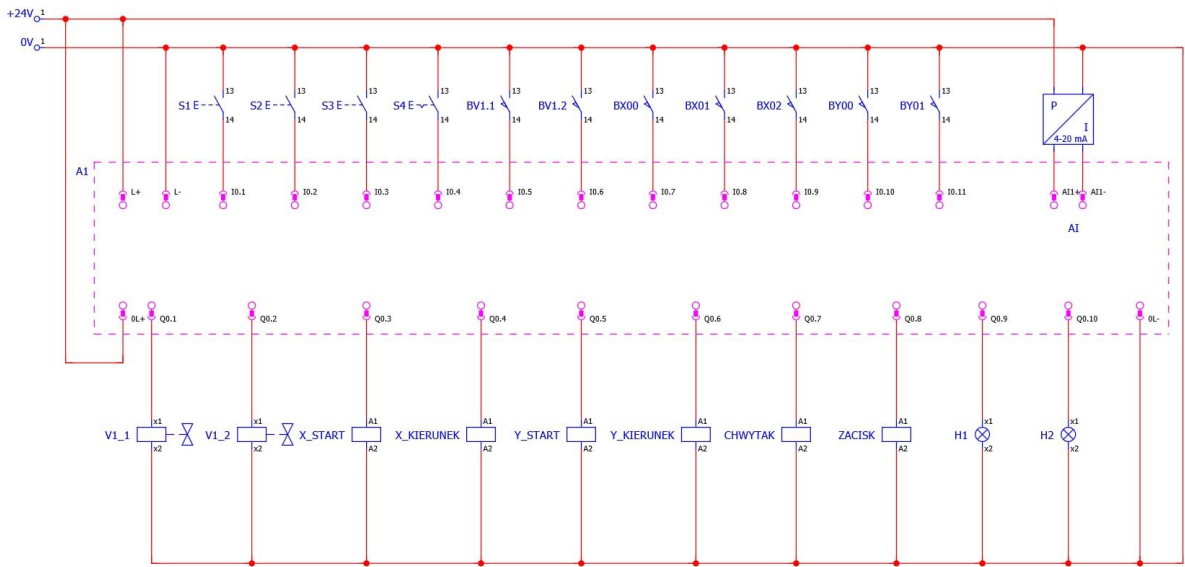 +24V 1
0V 1
13 13 13 13 13 13 13 13 13 13 13
S1 S2 S3 S4 BV1.1 BV1.2 BX00 BX01 BX02 BY00 BY01 P
14 14 14 14 14 14 14 14 14 14 14 I
4-20 mA
A1
L+ L- I0.1 I0.2 I0.3 I0.4 I0.5 I0.6 I0.7 I0.8 I0.9 I0.10 I0.11 AI1+ AI1-
AI
0L+ Q0.1 Q0.2 Q0.3 Q0.4 Q0.5 Q0.6 Q0.7 Q0.8 Q0.9 Q0.10 0L-
x1 x1 A1 A1 A1 A1 A1 A1 x1 x1
V1_1 V1_2 X_START X_KIERUNEK Y_START Y_KIERUNEK CHWYTAK ZACISK H1 H2
x2 x2 A2 A2 A2 A2 A2 A2 x2 x2